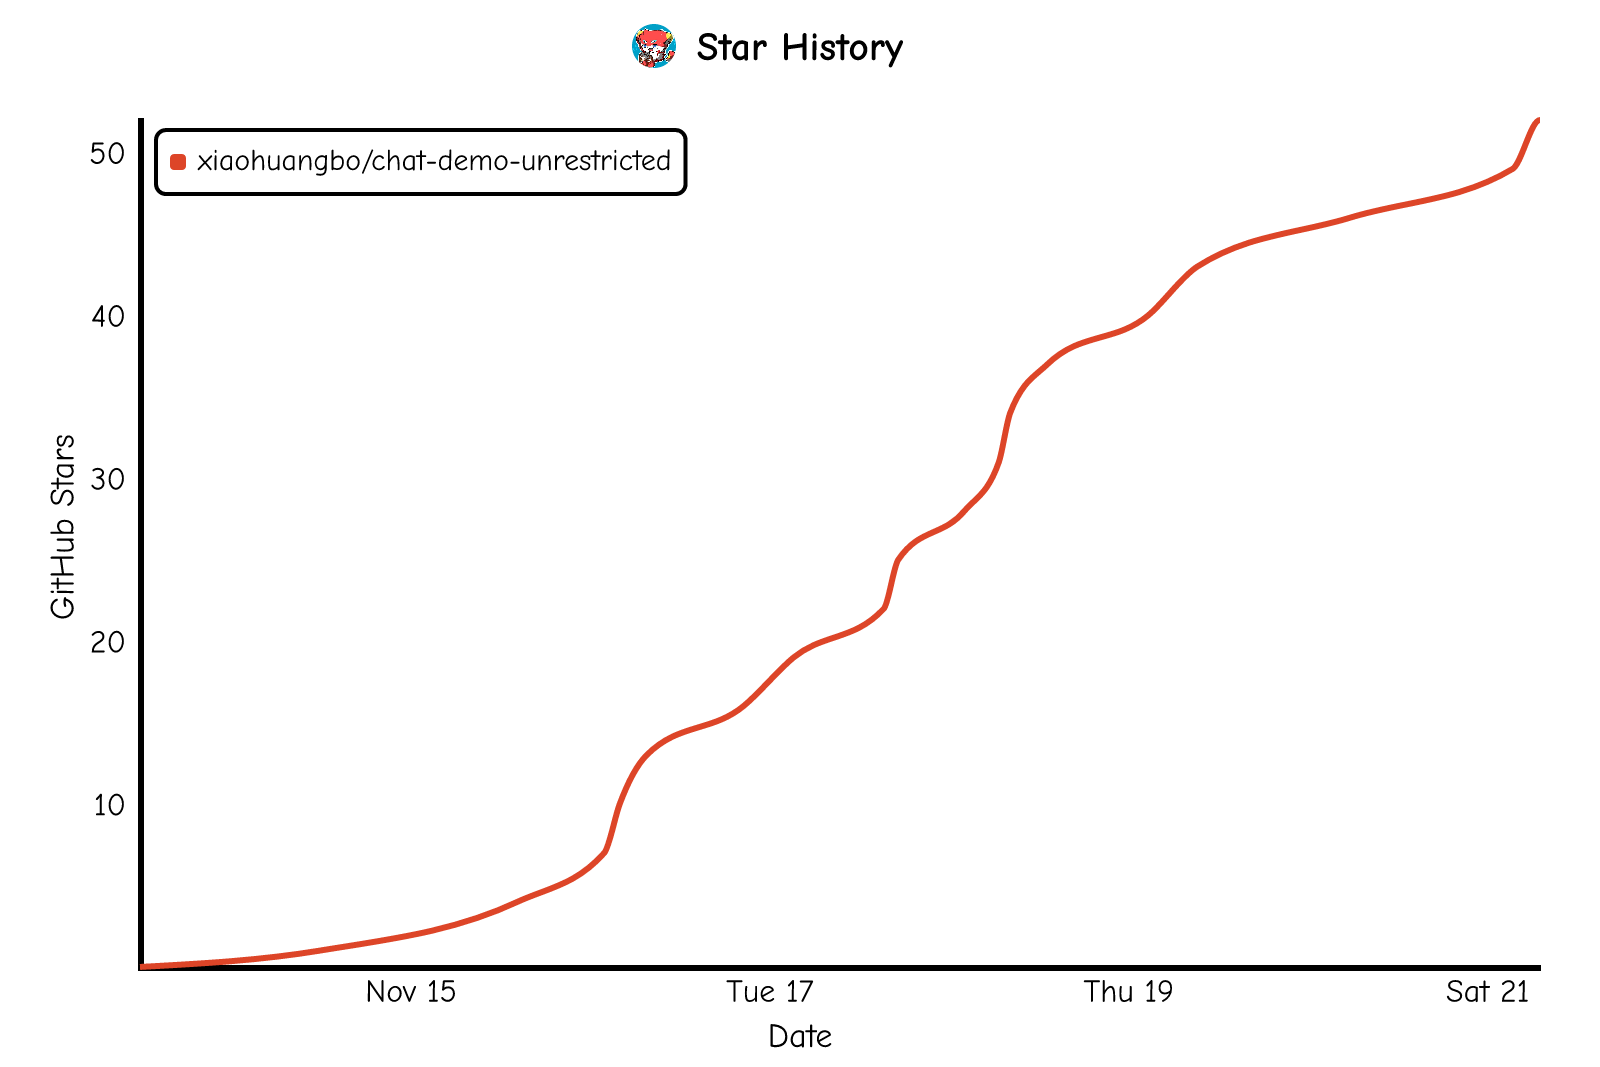 Star History
xiaohuangbo/chat-demo-unrestricted
50
40
30
20
10
GitHub Stars
Nov 15
Tue 17
Thu 19
Sat 21
Date